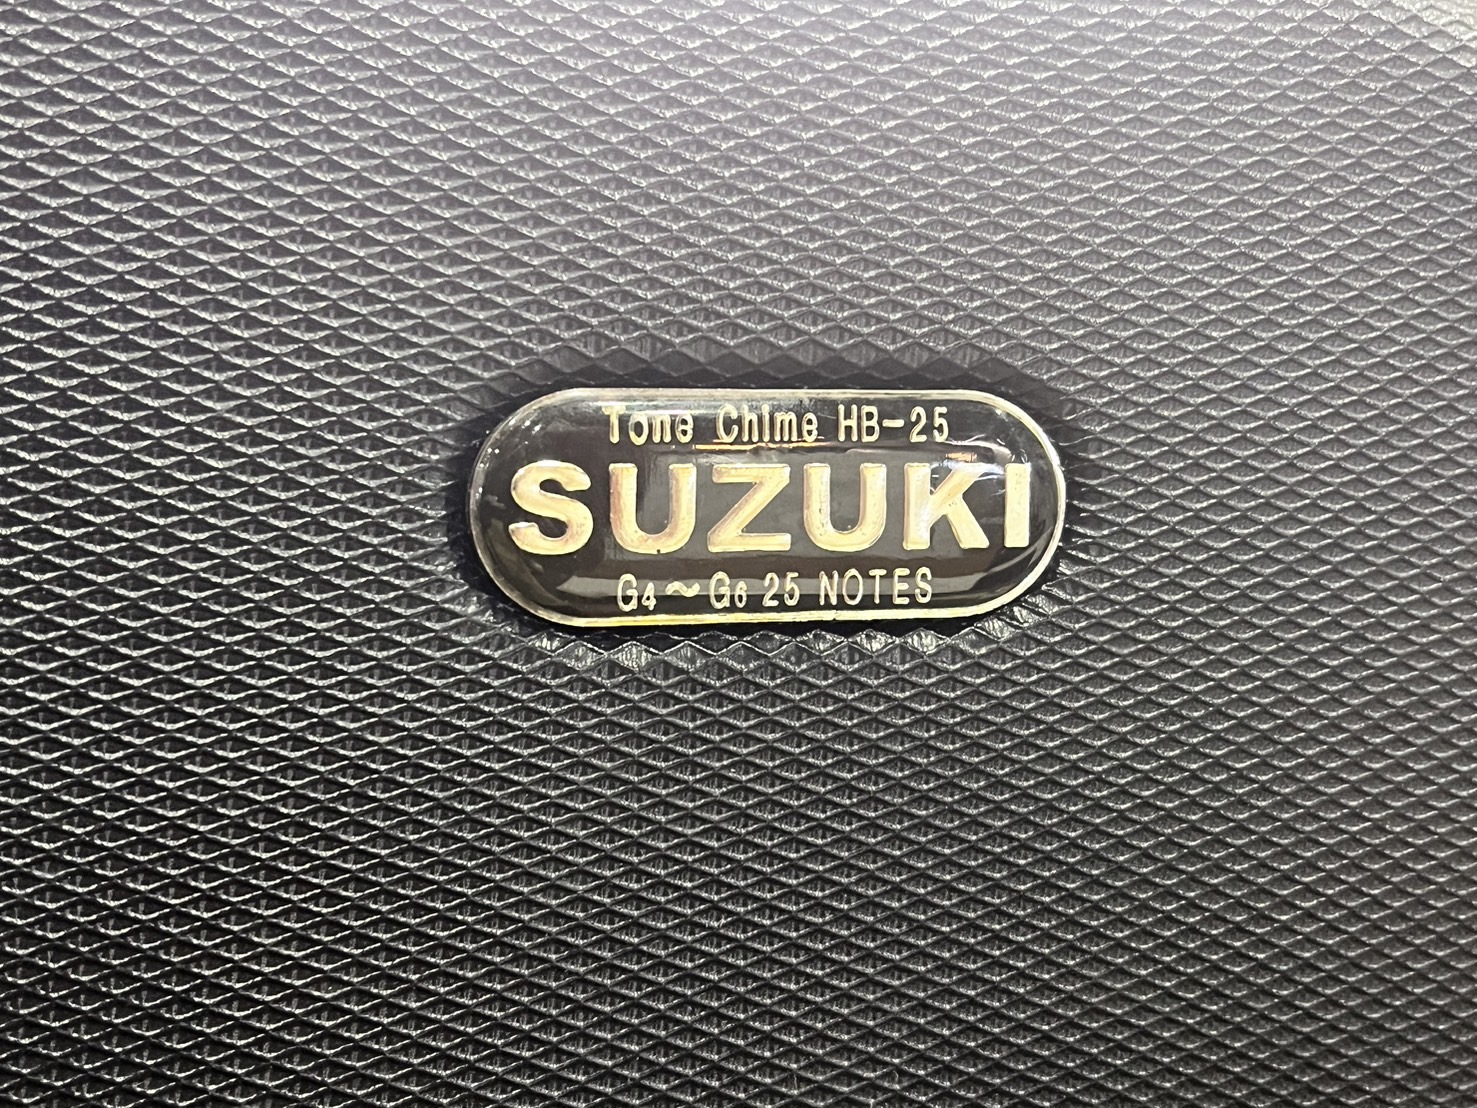 Tone Chime HB-25
SUZUKI
G4～G6 25 NOTES